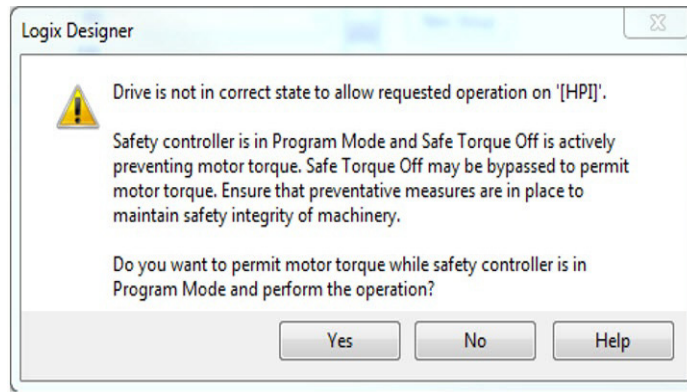 Logix Designer
Drive is not in correct state to allow requested operation on '[HPI]'.
Safety controller is in Program Mode and Safe Torque Off is actively
preventing motor torque. Safe Torque Off may be bypassed to permit
motor torque. Ensure that preventative measures are in place to
maintain safety integrity of machinery.
Do you want to permit motor torque while safety controller is in
Program Mode and perform the operation?
Yes
No
Help